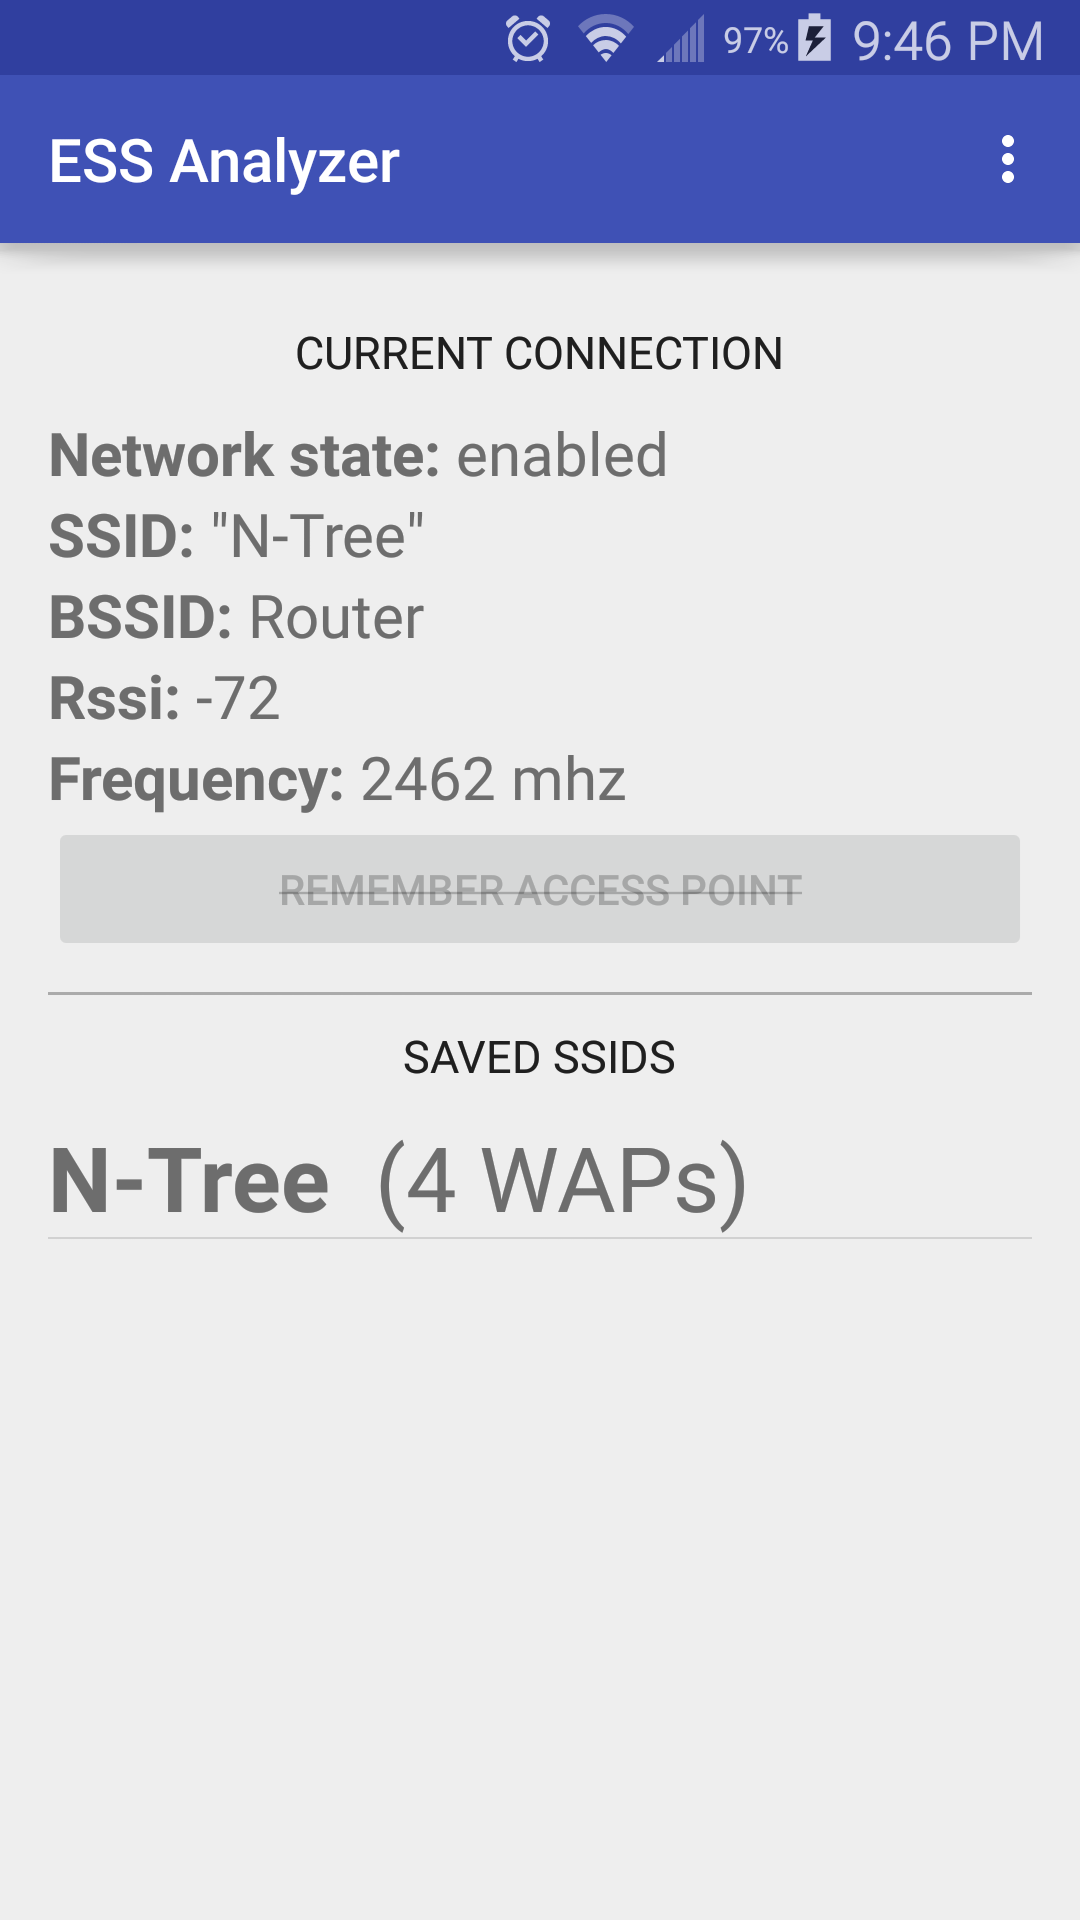 97% 9:46 PM
ESS Analyzer
CURRENT CONNECTION
Network state: enabled
SSID: "N-Tree"
BSSID: Router
Rssi: -72
Frequency: 2462 mhz
REMEMBER ACCESS POINT
SAVED SSIDS
N-Tree (4 WAPs)